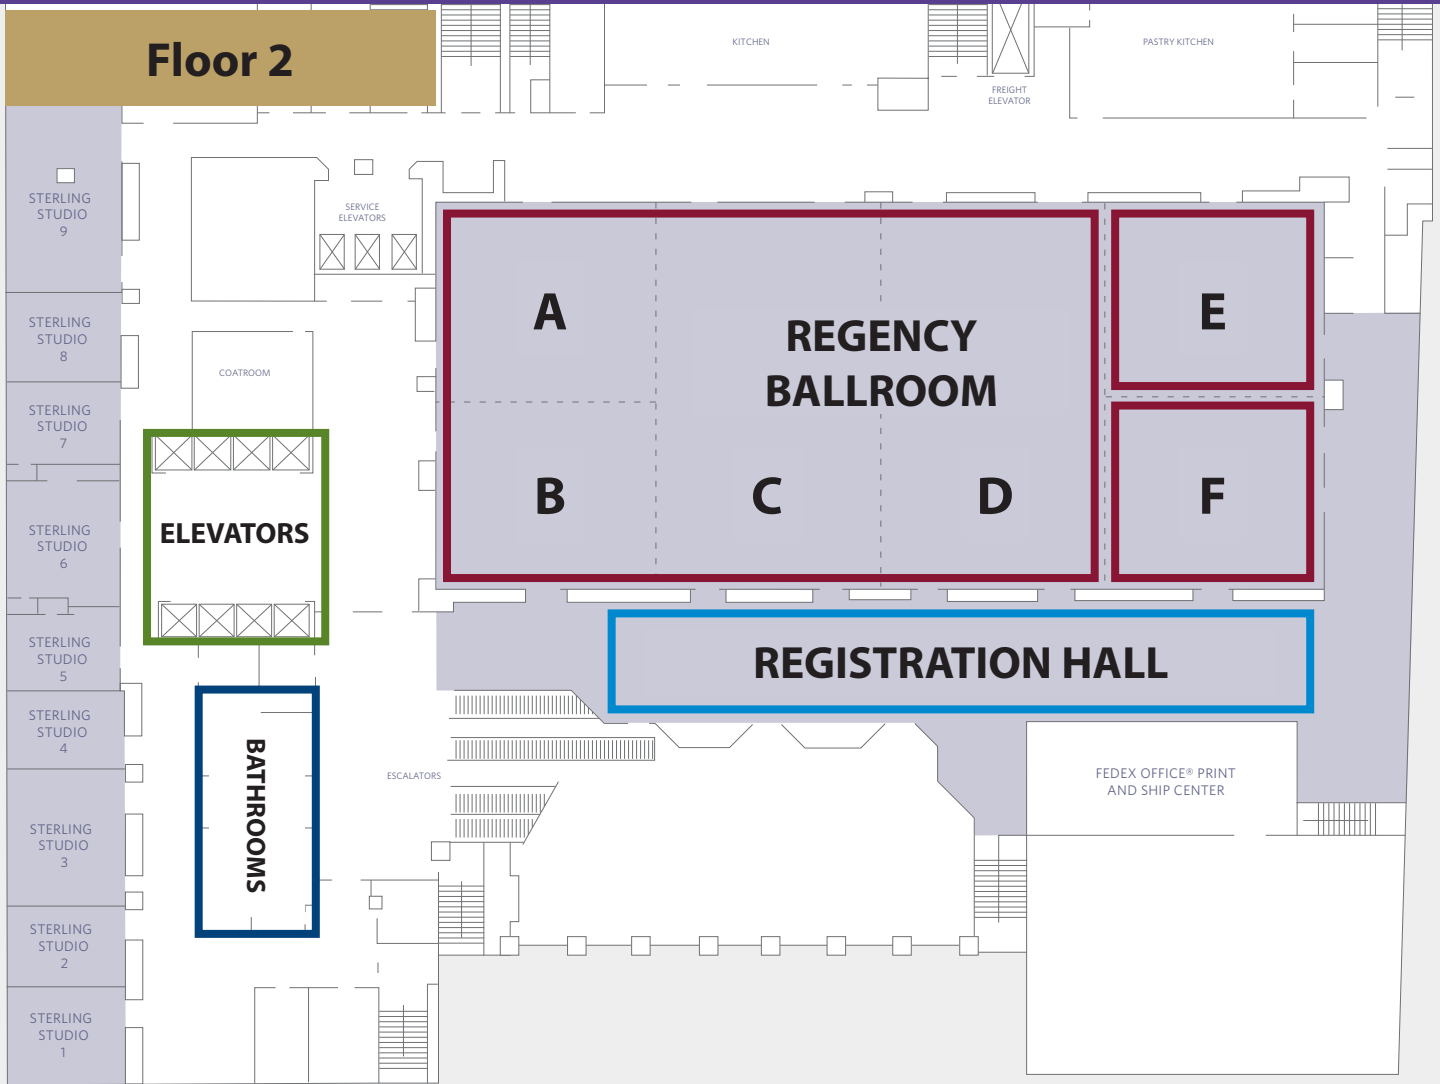 Floor 2
KITCHEN
PASTRY KITCHEN
FREIGHT
ELEVATOR
STERLING
STUDIO
9
SERVICE
ELEVATORS
STERLING
STUDIO
8
COATROOM
STERLING
STUDIO
7
A
REGENCY
BALLROOM
E
B
C
D
F
ELEVATORS
STERLING
STUDIO
6
STERLING
STUDIO
5
REGISTRATION HALL
STERLING
STUDIO
4
BATHROOMS
ESCALATORS
FEDEX OFFICE® PRINT
AND SHIP CENTER
STERLING
STUDIO
3
STERLING
STUDIO
2
STERLING
STUDIO
1